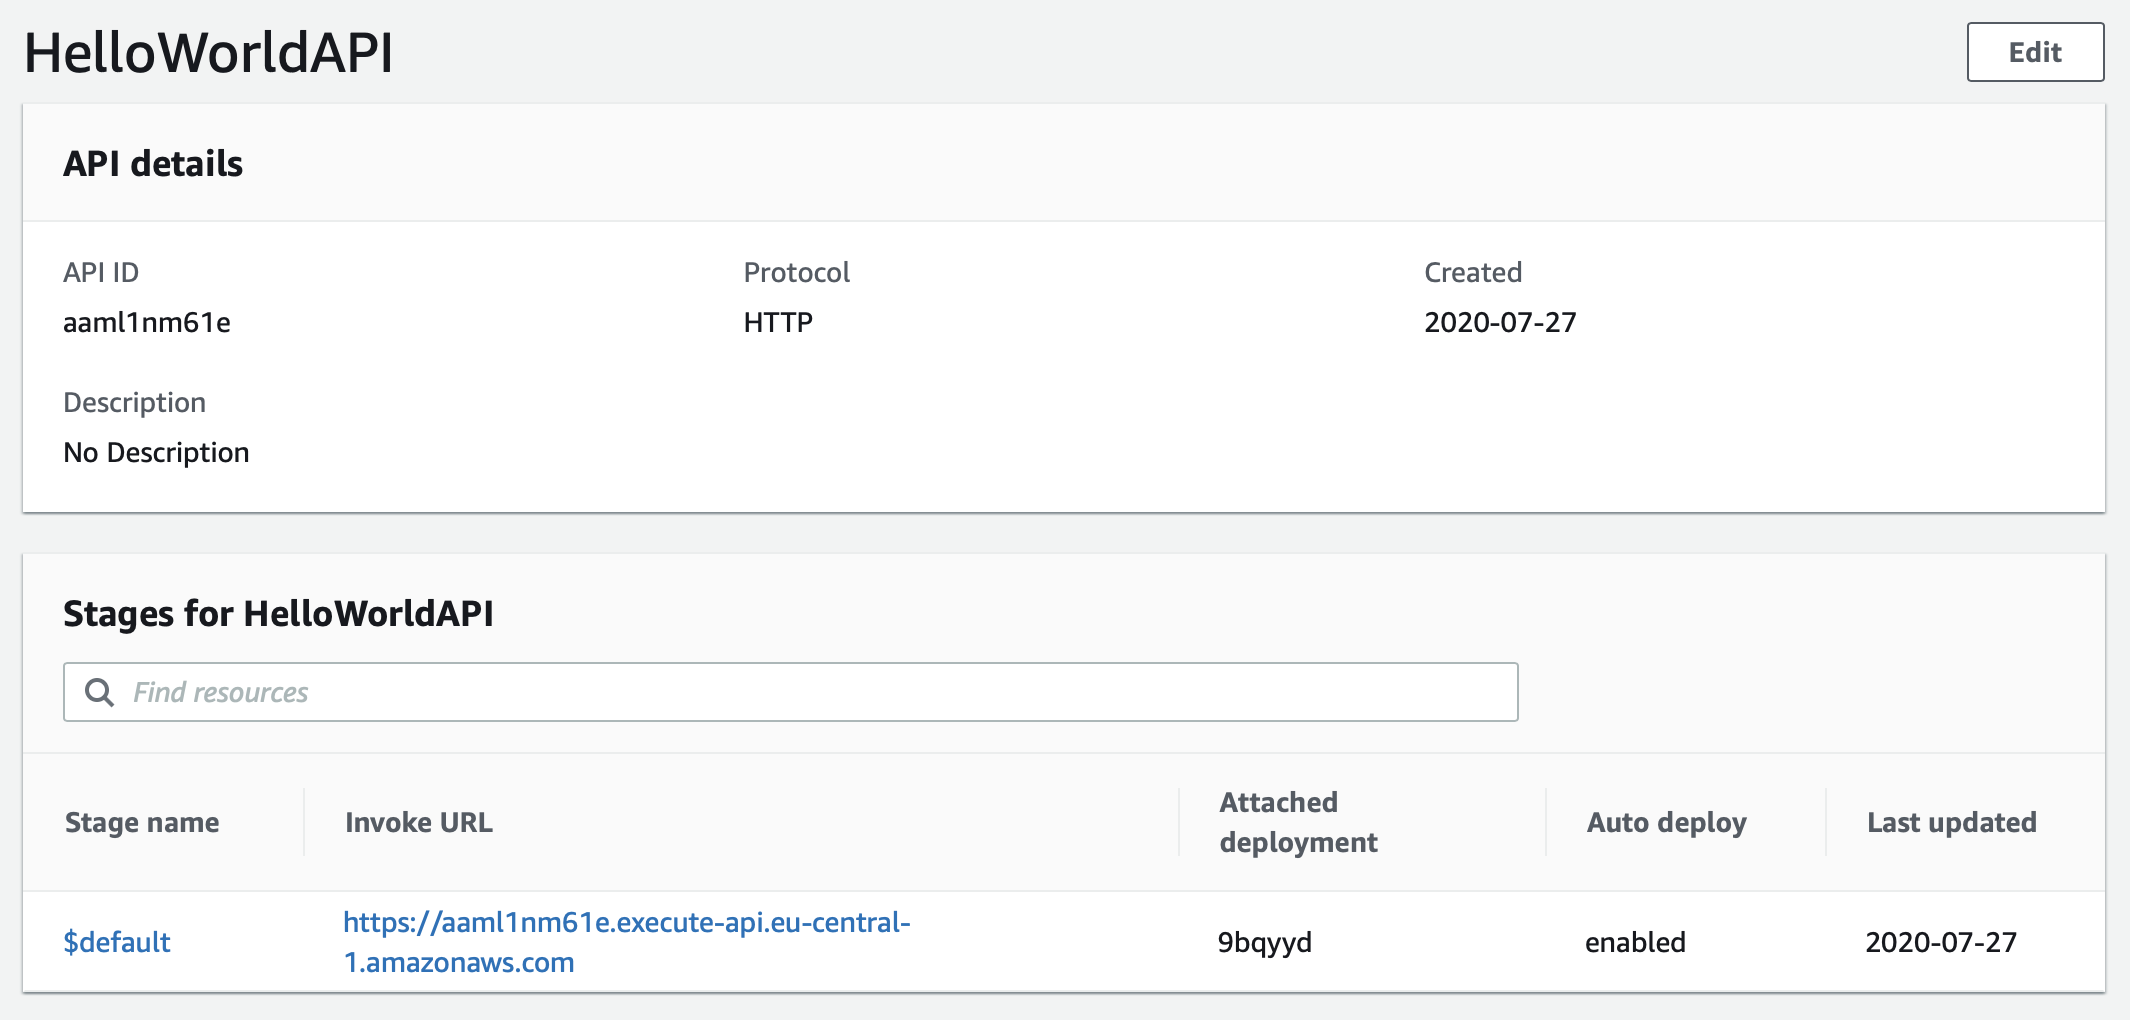 HelloWorldAPI
Edit
API details
API ID
Protocol
Created
aaml1nm61e
HTTP
2020-07-27
Description
No Description
Stages for HelloWorldAPI
Find resources
Stage name
Invoke URL
Attached
deployment
Auto deploy
Last updated
$default
https://aaml1nm61e.execute-api.eu-central-
1.amazonaws.com
9bqyyd
enabled
2020-07-27